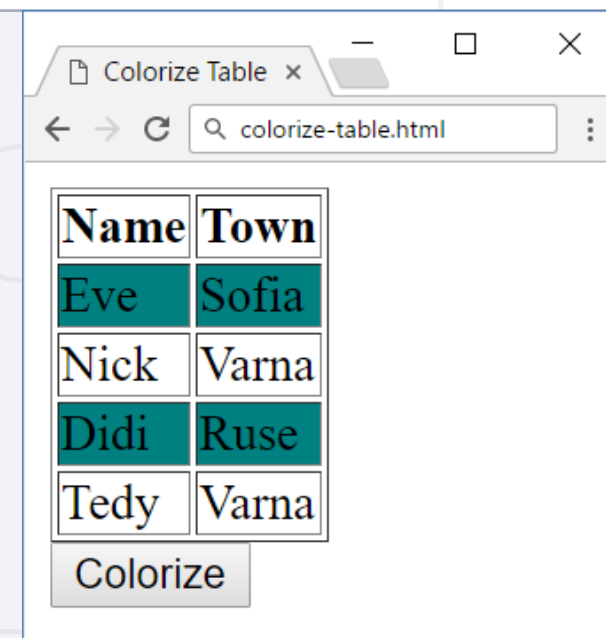 Colorize Table
colorize-table.html
Name Town
Eve Sofia
Nick Varna
Didi Ruse
Tedy Varna
Colorize